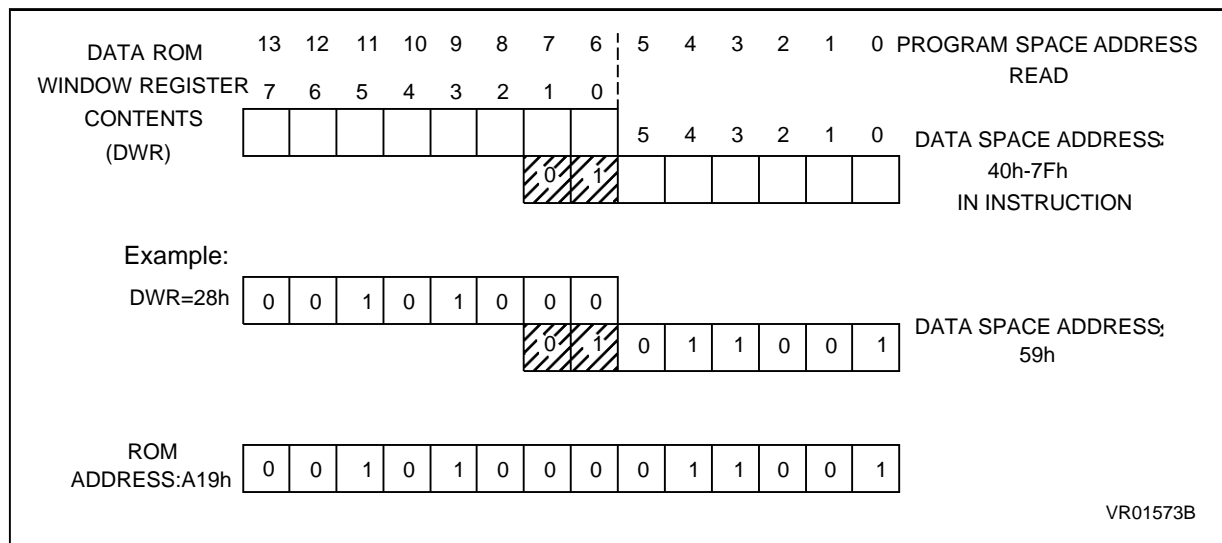 DATA ROM
WINDOW REGISTER
CONTENTS
(DWR)
13 12 11 10 9 8 7 6 5 4 3 2 1 0
PROGRAM SPACE ADDRESS
READ
7 6 5 4 3 2 1 0
5 4 3 2 1 0
DATA SPACE ADDRESS:
40h-7Fh
IN INSTRUCTION
0 1
Example:
DWR=28h
0 0 1 0 1 0 0 0
0 1 0 1 1 0 0 1
DATA SPACE ADDRESS:
59h
ROM
ADDRESS:A19h
0 0 1 0 1 0 0 0 0 1 1 0 0 1
VR01573B